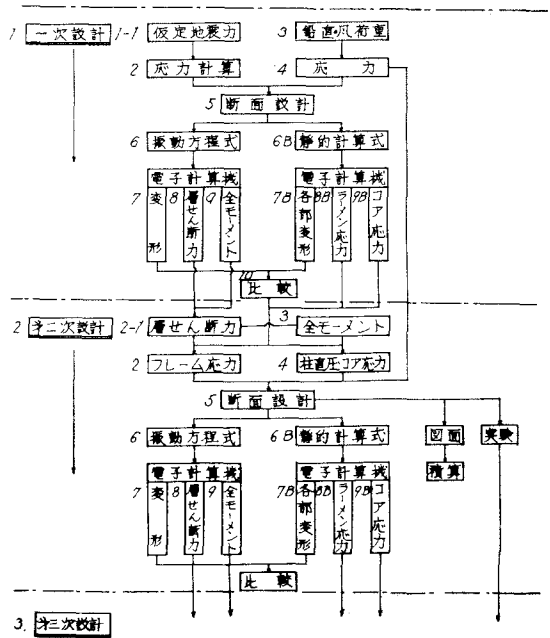 1 一次設計 1-1 仮定地震力 3 鉛直・風荷重
2 応力計算 4 応力
5 断面設計
6 振動方程式 6B 静的計算式
電子計算機 電子計算機
7 変形 8 層せん断力 9 全モーメント 7B 各部変形 8B ラーメン応力 9B コア応力
10 比較
2 才二次設計 2-1 層せん断力 3 全モーメント
2 フレーム応力 4 柱直圧コア応力
5 断面設計
6 振動方程式 6B 静的計算式 図面 実験
電子計算機 電子計算機 積算
7 変形 8 層せん断力 9 全モーメント 7B 各部変形 8B ラーメン応力 9B コア応力
比較
3. 才三次設計